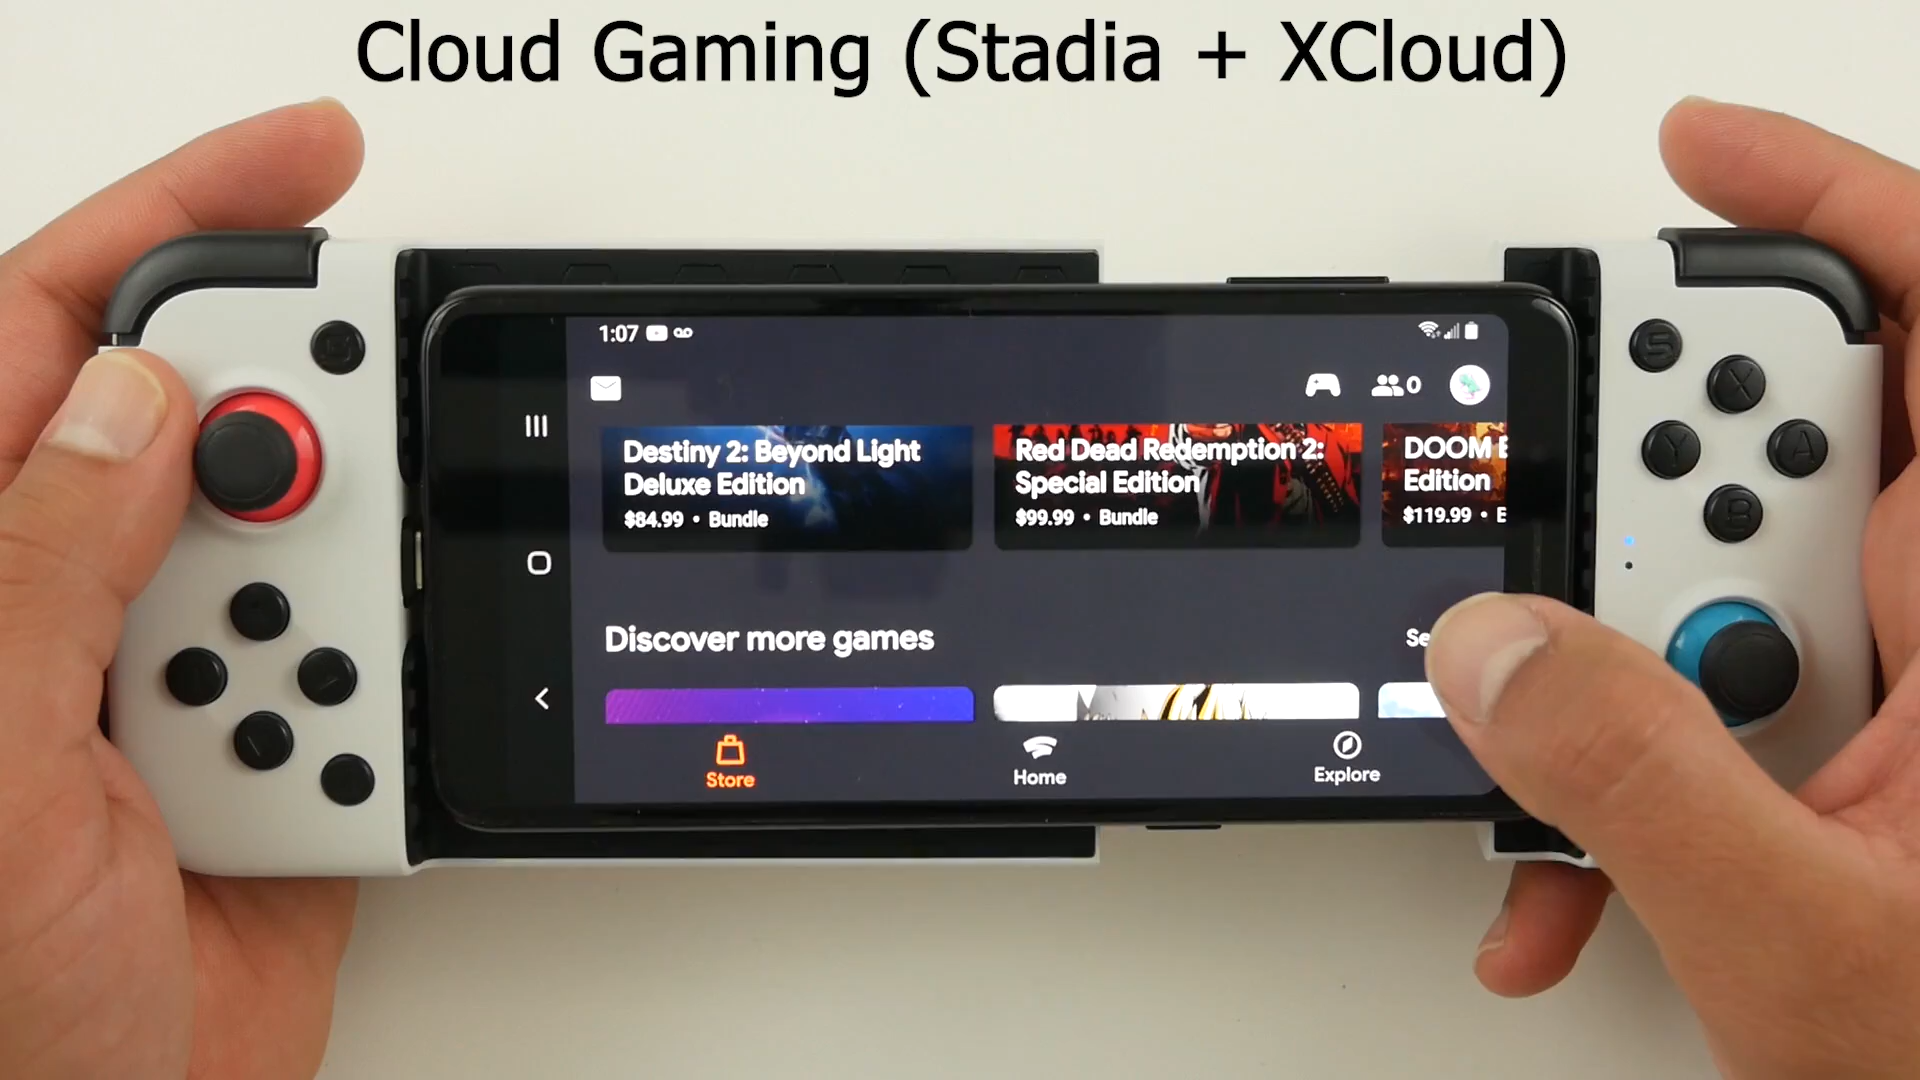 Cloud Gaming (Stadia + XCloud)
1:07
0
Destiny 2: Beyond Light
Deluxe Edition
$84.99 • Bundle
Red Dead Redemption 2:
Special Edition
$99.99 • Bundle
DOOM
Edition
$119.99 •
Discover more games
Store
Home
Explore
S
X
Y
A
B